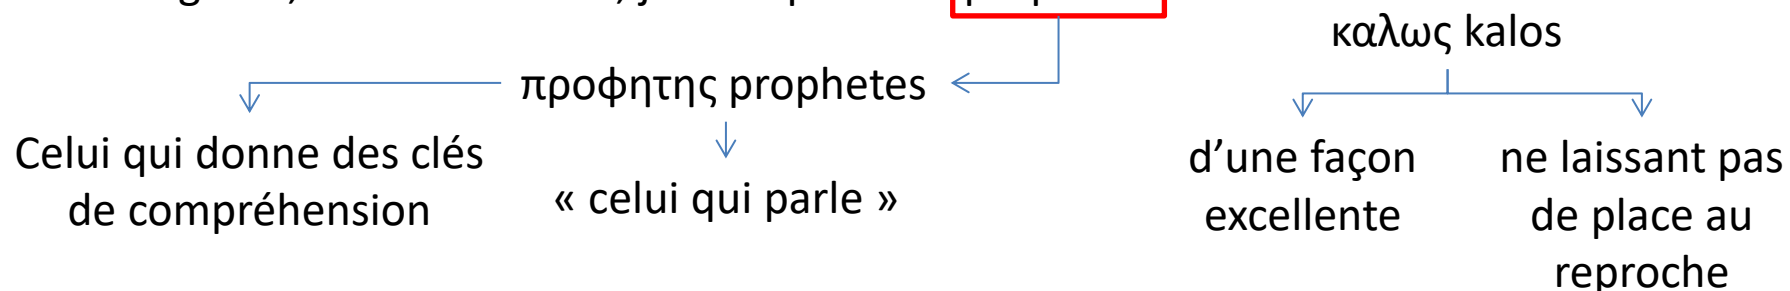 καλως kalos
προφητης prophetes
Celui qui donne des clés
de compréhension
« celui qui parle »
d’une façon
excellente
ne laissant pas
de place au
reproche